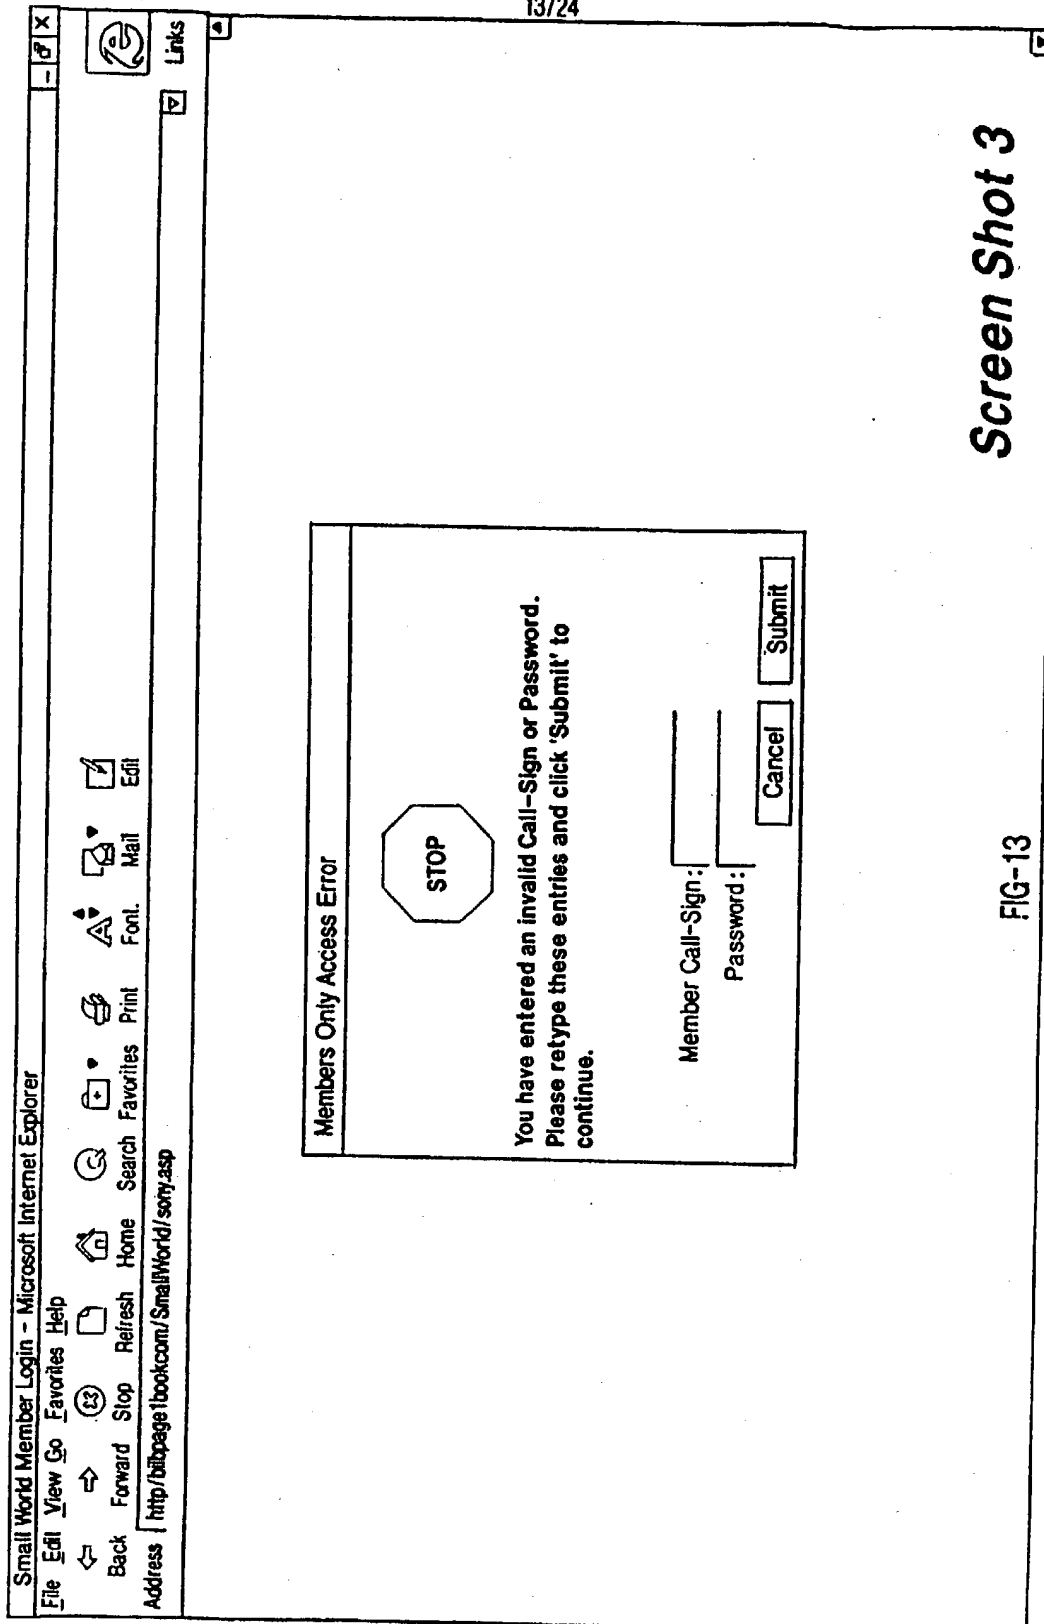 13/24
Small World Member Login - Microsoft Internet Explorer
File Edit View Go Favorites Help
Back Forward Stop Refresh Home Search Favorites Print Font. Mail Edit
Address http/bilbpage1bookcom/SmallWorld/sony.asp
Links
Members Only Access Error
STOP
You have entered an invalid Call-Sign or Password.
Please retype these entries and click 'Submit' to
continue.
Member Call-Sign:
Password:
Cancel Submit
Screen Shot 3
FIG-13